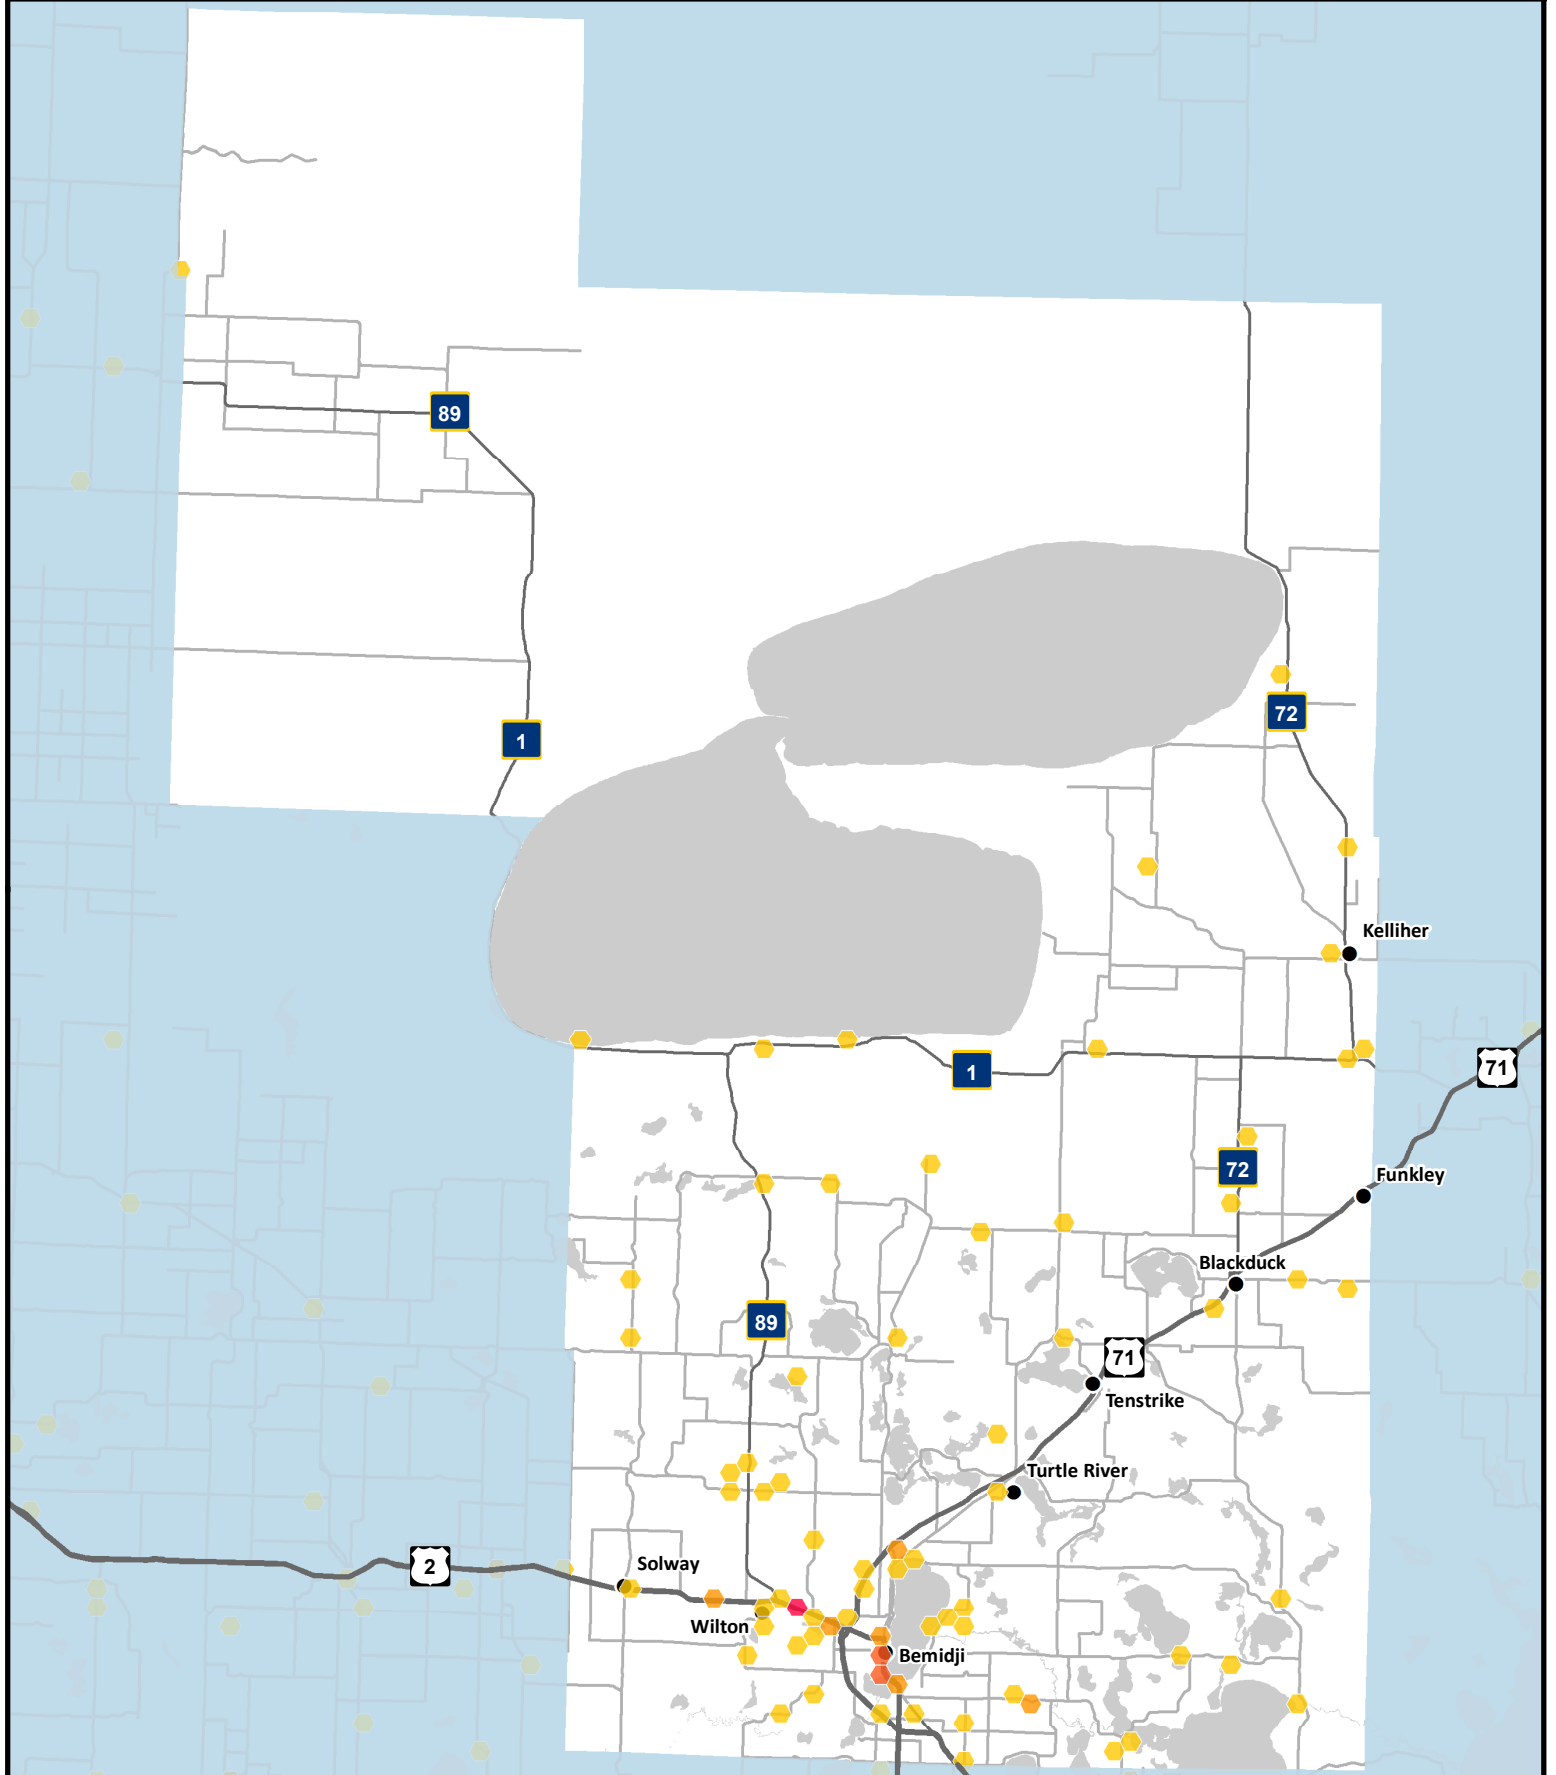 89
1
72
Kelliher
1
71
72
Funkley
Blackduck
89
71
Tenstrike
Turtle River
2
Solway
Wilton
Bemidji